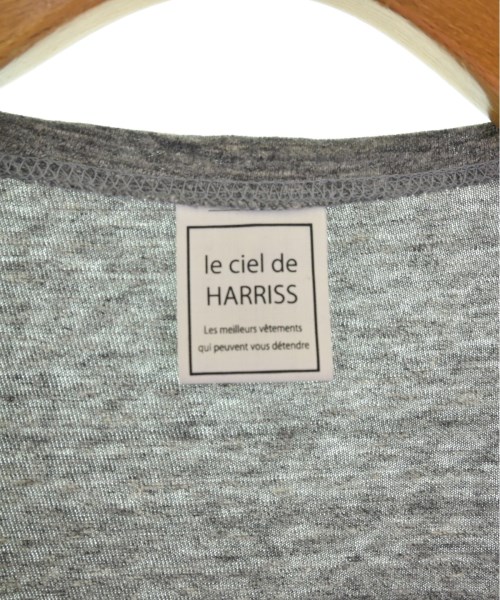 le ciel de
HARRISS
Les meilleurs vêtements
qui peuvent vous détendre